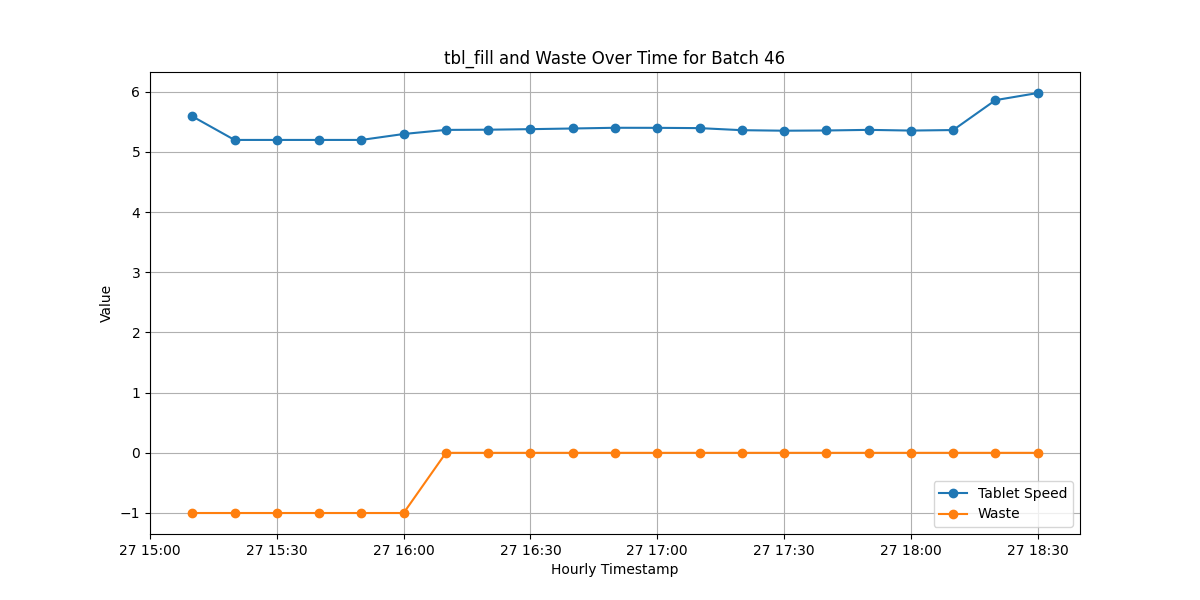 tbl_fill and Waste Over Time for Batch 46
6
5
4
3
2
1
0
−1
Value
Tablet Speed
Waste
27 15:00 27 15:30 27 16:00 27 16:30 27 17:00 27 17:30 27 18:00 27 18:30
Hourly Timestamp